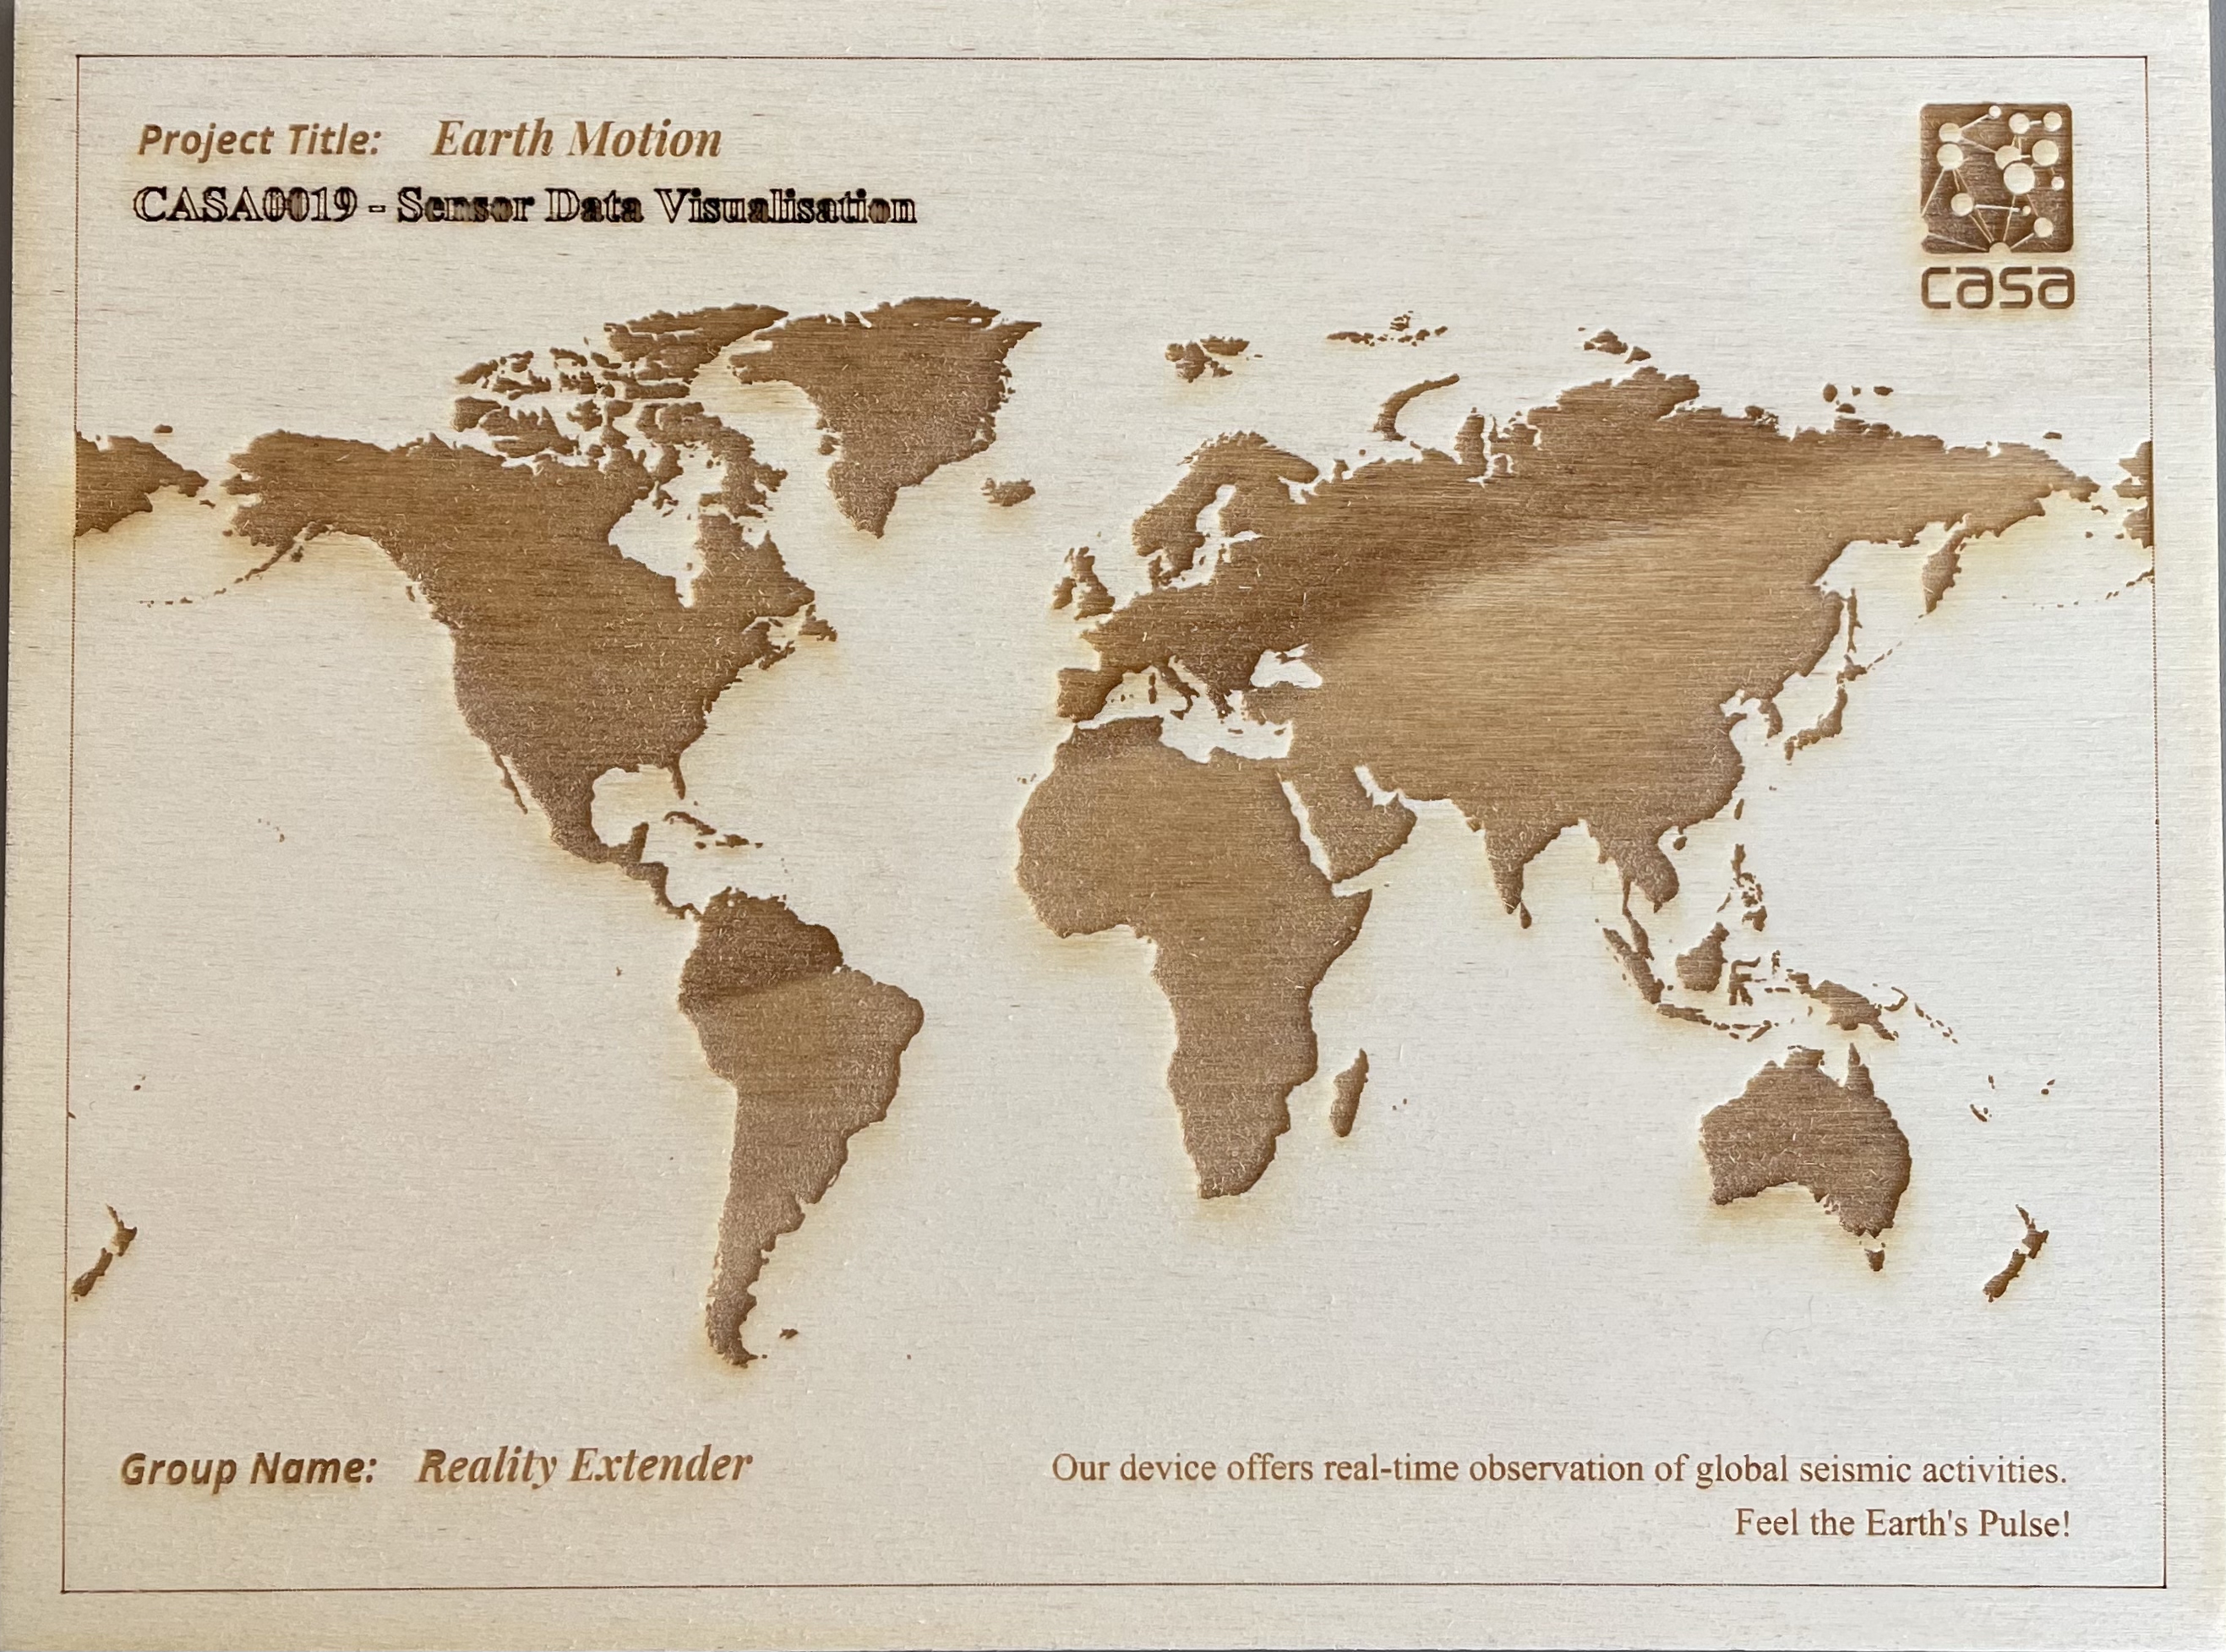 Project Title: Earth Motion
CASA0019 - Sensor Data Visualisation
casa
Group Name: Reality Extender
Our device offers real-time observation of global seismic activities.
Feel the Earth's Pulse!